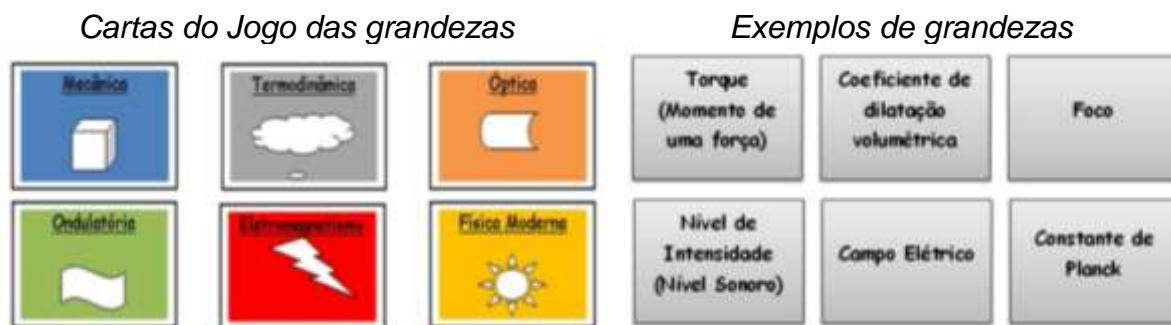 Cartas do Jogo das grandezas
Exemplos de grandezas
Mecânica
Termodinâmica
Óptica
Ondulatória
Eletromagnetismo
Física Moderna
Torque
(Momento de
uma força)
Coeficiente de
dilatação
volumétrica
Foco
Nível de
Intensidade
(Nível Sonoro)
Campo Elétrico
Constante de
Planck